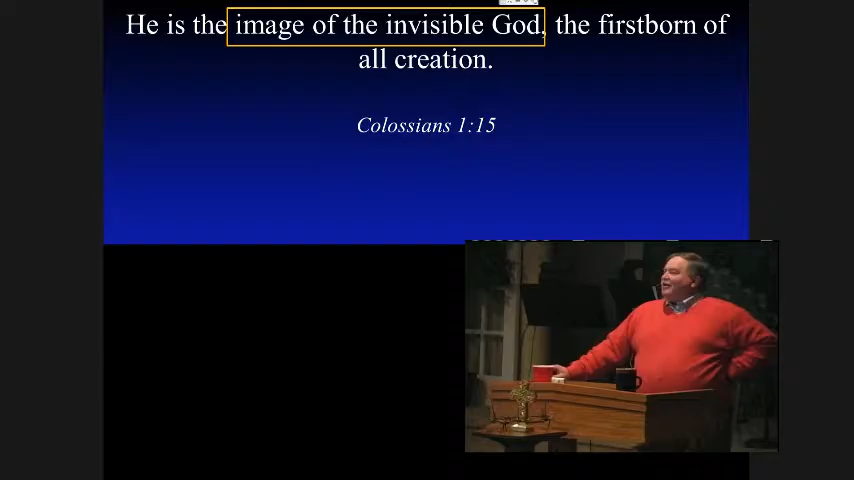 He is the image of the invisible God, the firstborn of
all creation.
Colossians 1:15